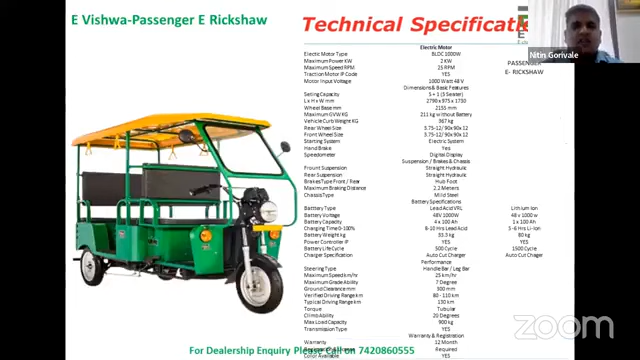 E Vishwa-Passenger E Rickshaw
Technical Specificati
Nitin Gorivale
PASSENGER
E- RICKSHAW
Electric Motor
Electric Motor Type BLDC 1000W
Maximum Power KW 2 KW
Maximum Speed RPM 25 RPM
Traction Motor IP Code YES
Motor Input Voltage 1000 Watt 48 V
Dimensions & Basic Features
Setting Capacity 5 + 1 (5 Seater)
L x H x W mm 2790 x 975 x 1730
Wheel Base mm 2155 mm
Maximum GVW KG 211 kg without Battery
Vehicle Curb Weight KG 367 kg
Rear Wheel Size 3.75-12/ 90x 90x 12
Front Wheel Size 3.75-12/ 90x 90x 12
Starting System Electric System
Hand Brake Yes
Speedometer Digital Display
Suspension/ Brakes & Chassis
Frount Suspension Straight Hydraulic
Rear Suspension Straight Hydraulic
Brakes Type Front / Rear Hub Foot
Maximum Braking Distance 2.2 Meters
Chassis Type Mild Steel
Battery Specifications
Batttery Type Lead Acid VRL Lithium Ion
Battery Voltage 48V 1000W 48 v 1000 w
Battery Capacity 4 x 100 Ah 1 x 100 Ah
Charging Time 0-100% 8-10 Hrs Lead Acid 5 -6 Hrs Li-Ion
Battery Weight kg 33.3 kg 80 kg
Power Controller IP YES YES
Battery Life Cycle 500 Cycle 1500 Cycle
Charger Specification Auto Cut Charger Auto Cut Chager
Performance
Steering Type Handle Bar / Leg Bar
Maximum Speed km/hr 25 km/hr
Maximum Grade Ability 7 Degree
Ground Clearance mm 300 mm
Verified Driving Range km 80 - 110 km
Typical Driving Range km 130 km
Torque Tubular
Climb Ability 20 Degrees
Max Load Capacity 900 kg
Transmission Type YES
Warranty & Registration
Warranty 12 Month
Required
Color Available YES
For Dealership Enquiry Please Call on 7420860555
zoom